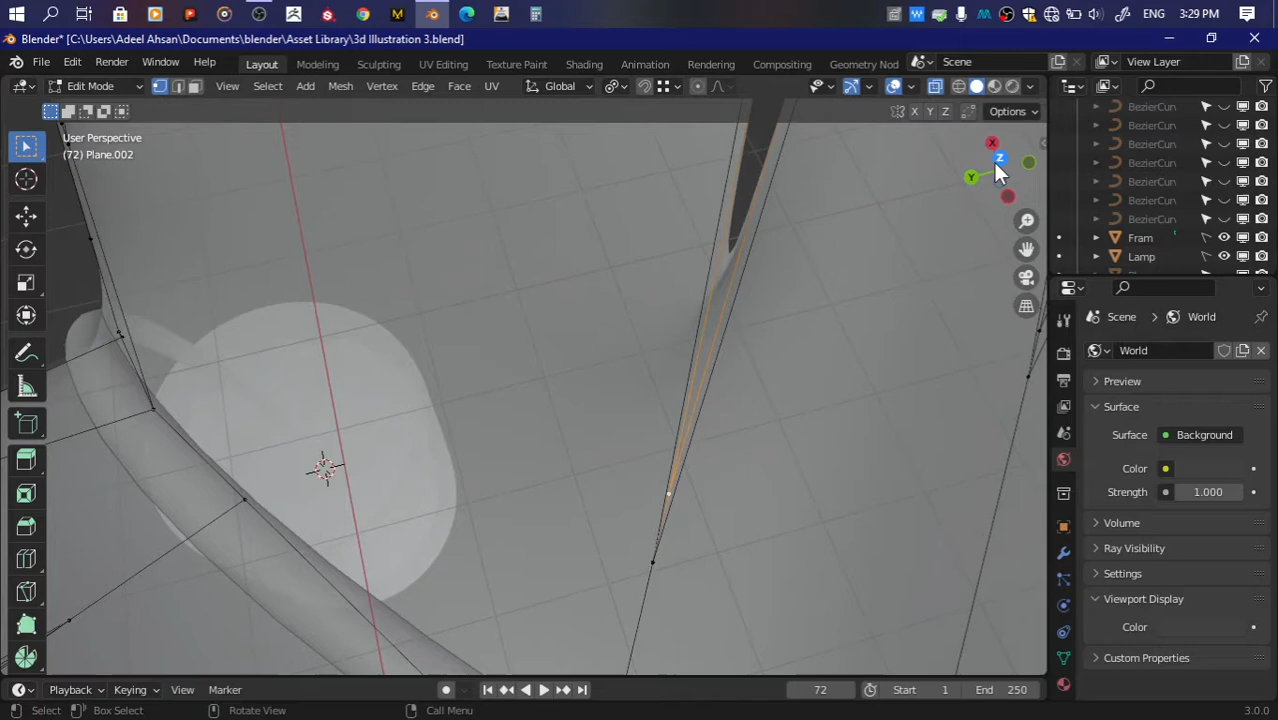 ENG 3:29 PM
Blender* [C:\Users\Adeel Ahsan\Documents\blender\Asset Library\3d Illustration 3.blend]
File Edit Render Window Help Layout Modeling Sculpting UV Editing Texture Paint Shading Animation Rendering Compositing Geometry Nod Scene View Layer
Edit Mode View Select Add Mesh Vertex Edge Face UV Global
X Y Z Options
User Perspective
(72) Plane.002
X
Z
Y
BezierCur
BezierCur
BezierCur
BezierCur
BezierCur
BezierCur
BezierCur
Fram
Lamp
Scene > World
World
Preview
Surface
Surface Background
Color
Strength 1.000
Volume
Ray Visibility
Settings
Viewport Display
Color
Custom Properties
Playback Keying View Marker 72 Start 1 End 250
Select Box Select Rotate View Call Menu 3.0.0